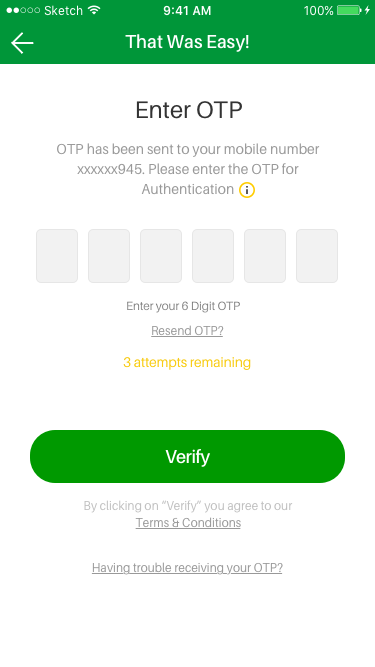 Sketch 9:41 AM 100%
That Was Easy!
Enter OTP
OTP has been sent to your mobile number
xxxxxx945. Please enter the OTP for
Authentication
Enter your 6 Digit OTP
Resend OTP?
3 attempts remaining
Verify
By clicking on “Verify” you agree to our
Terms & Conditions
Having trouble receiving your OTP?